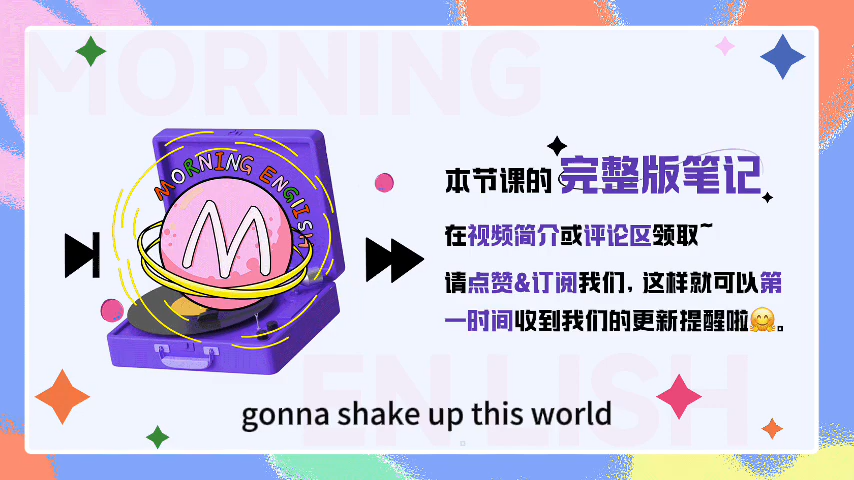 MORNING
MORNING ENGlISH
M
本节课的 完整版笔记
在视频简介或评论区领取~
请点赞&订阅我们，这样就可以第
一时间收到我们的更新提醒啦🤗。
EN LISH
gonna shake up this world